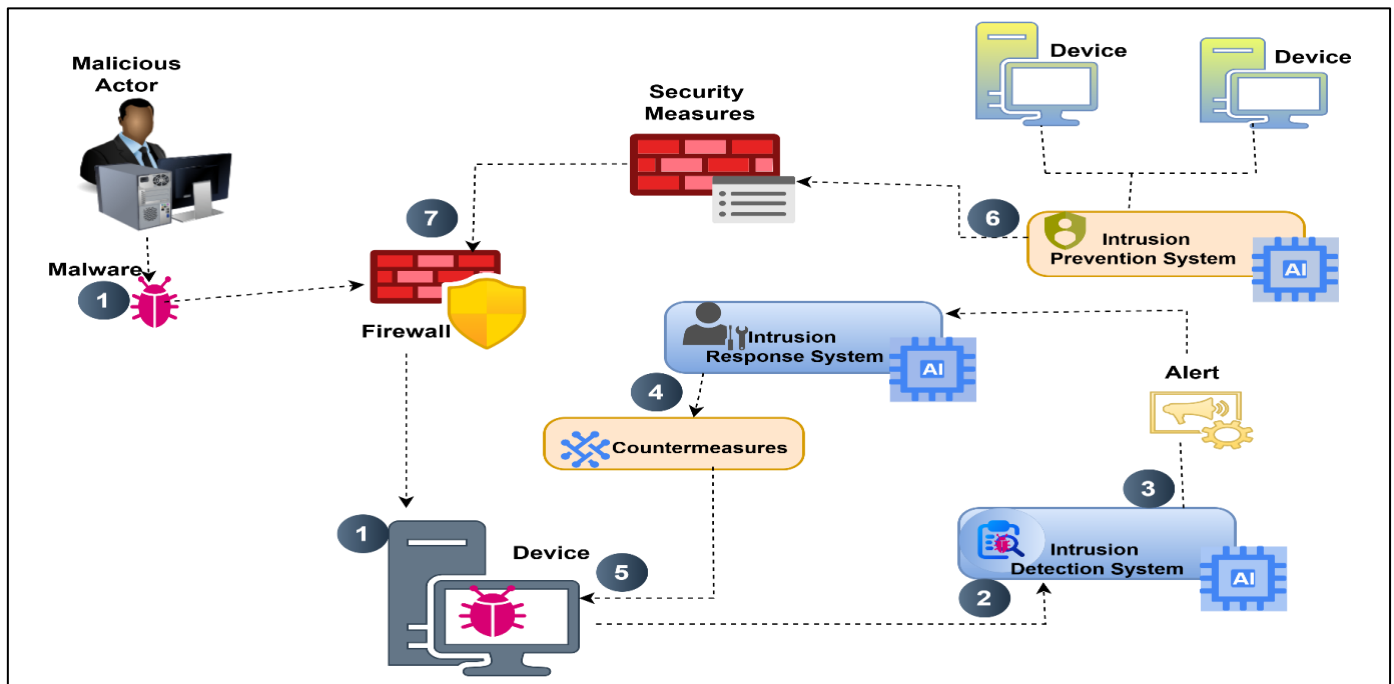 Malicious
Actor
Device
Device
Security
Measures
7
6
Intrusion
Prevention System
AI
Malware
1
Firewall
Intrusion
Response System
AI
Alert
4
Countermeasures
3
1
Device
5
Intrusion
Detection System
AI
2